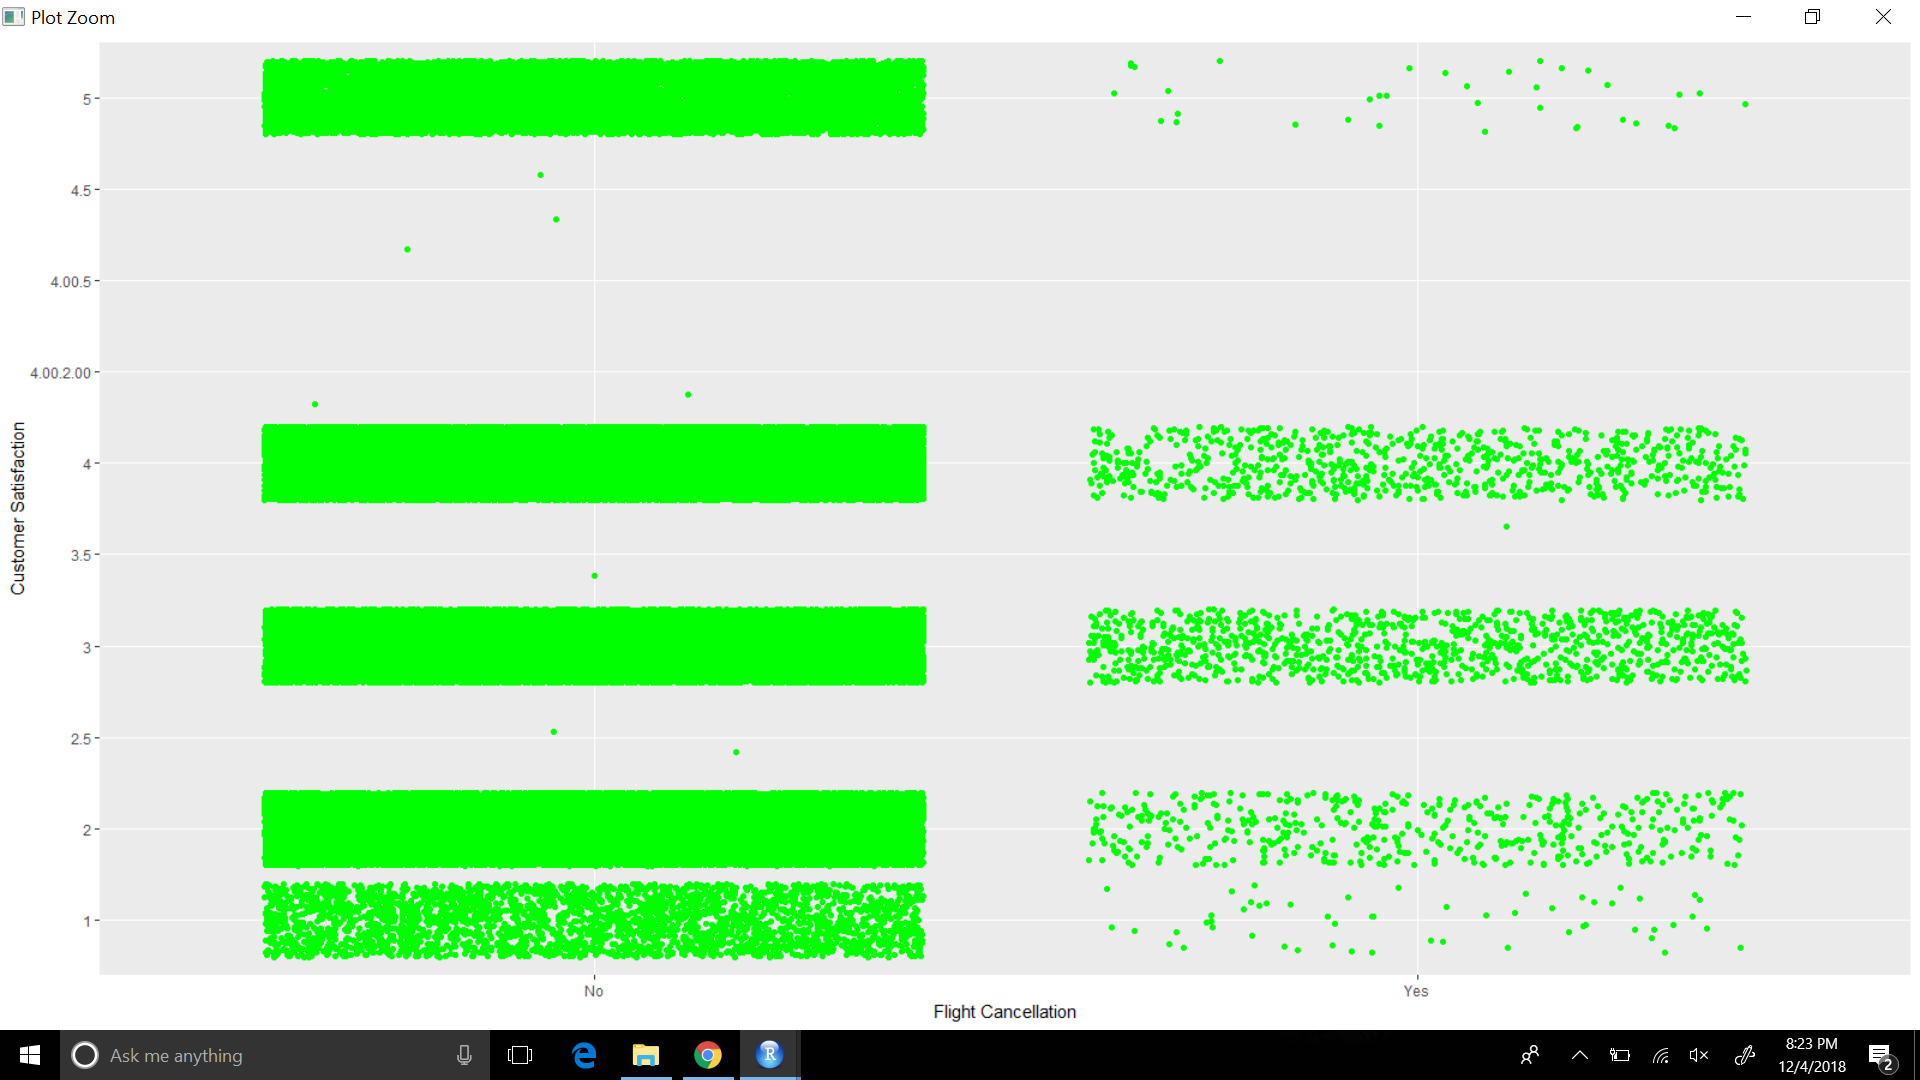 Plot Zoom
5
4.5
4.00.5
4.00.2.00
4
3.5
3
2.5
2
1
Customer Satisfaction
No
Yes
Flight Cancellation
Ask me anything
R
8:23 PM
12/4/2018
2